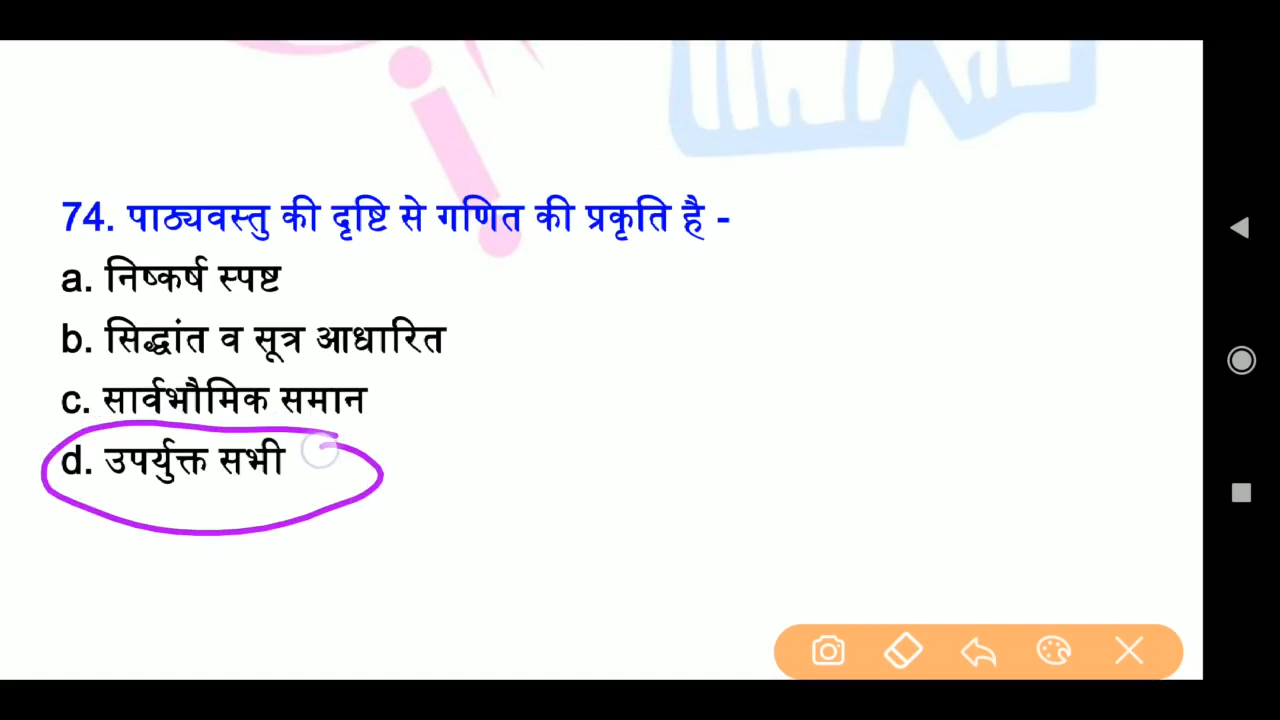 74. पाठ्यवस्तु की दृष्टि से गणित की प्रकृति है -
a. निष्कर्ष स्पष्ट
b. सिद्धांत व सूत्र आधारित
c. सार्वभौमिक समान
d. उपर्युक्त सभी